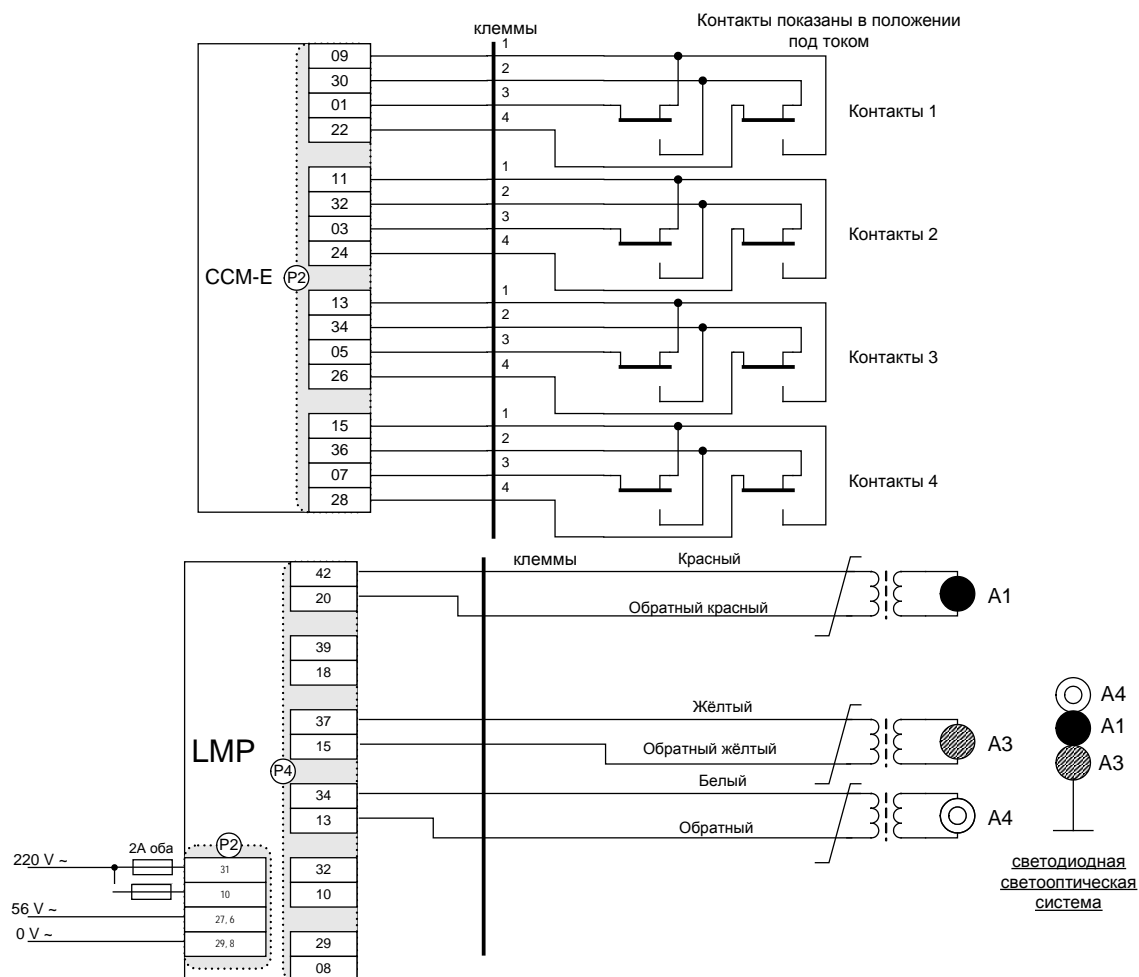 клеммы
Контакты показаны в положении
под током
09
30
01
22
1
2
3
4
Контакты 1
11
32
03
24
1
2
3
4
Контакты 2
CCM-E
P2
13
34
05
26
1
2
3
4
Контакты 3
15
36
07
28
1
2
3
4
Контакты 4
клеммы
42
20
Красный
Обратный красный
A1
39
18
37
15
Жёлтый
Обратный жёлтый
A3
LMP
P4
34
13
Белый
Обратный
A4
A4
A1
A3
светодиодная
светооптическая
система
P2
220 V ~
2А оба
31
10
56 V ~
27, 6
0 V ~
29, 8
32
10
29
08